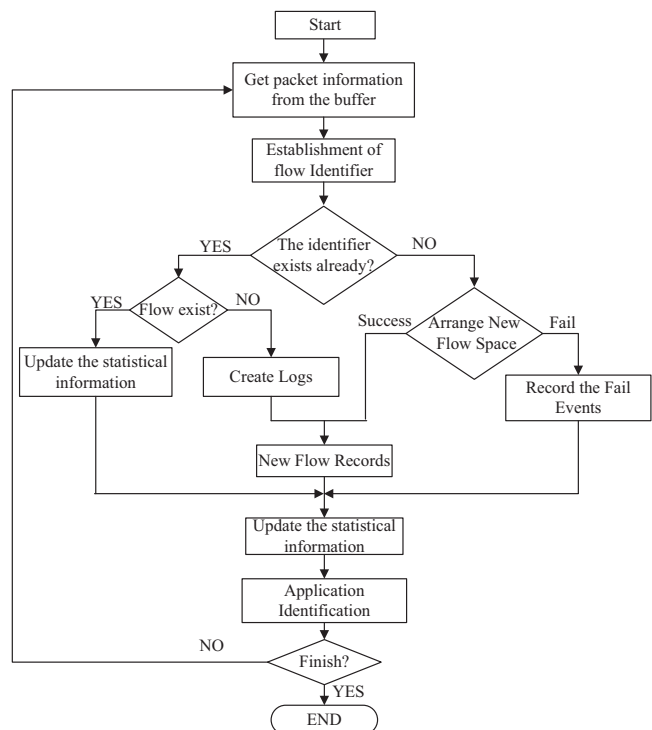 Start
Get packet information
from the buffer
Establishment of
flow Identifier
The identifier
exists already?
YES
NO
Flow exist?
YES
NO
Arrange New
Flow Space
Success
Fail
Update the statistical
information
Create Logs
Record the Fail
Events
New Flow Records
Update the statistical
information
Application
Identification
Finish?
NO
YES
END